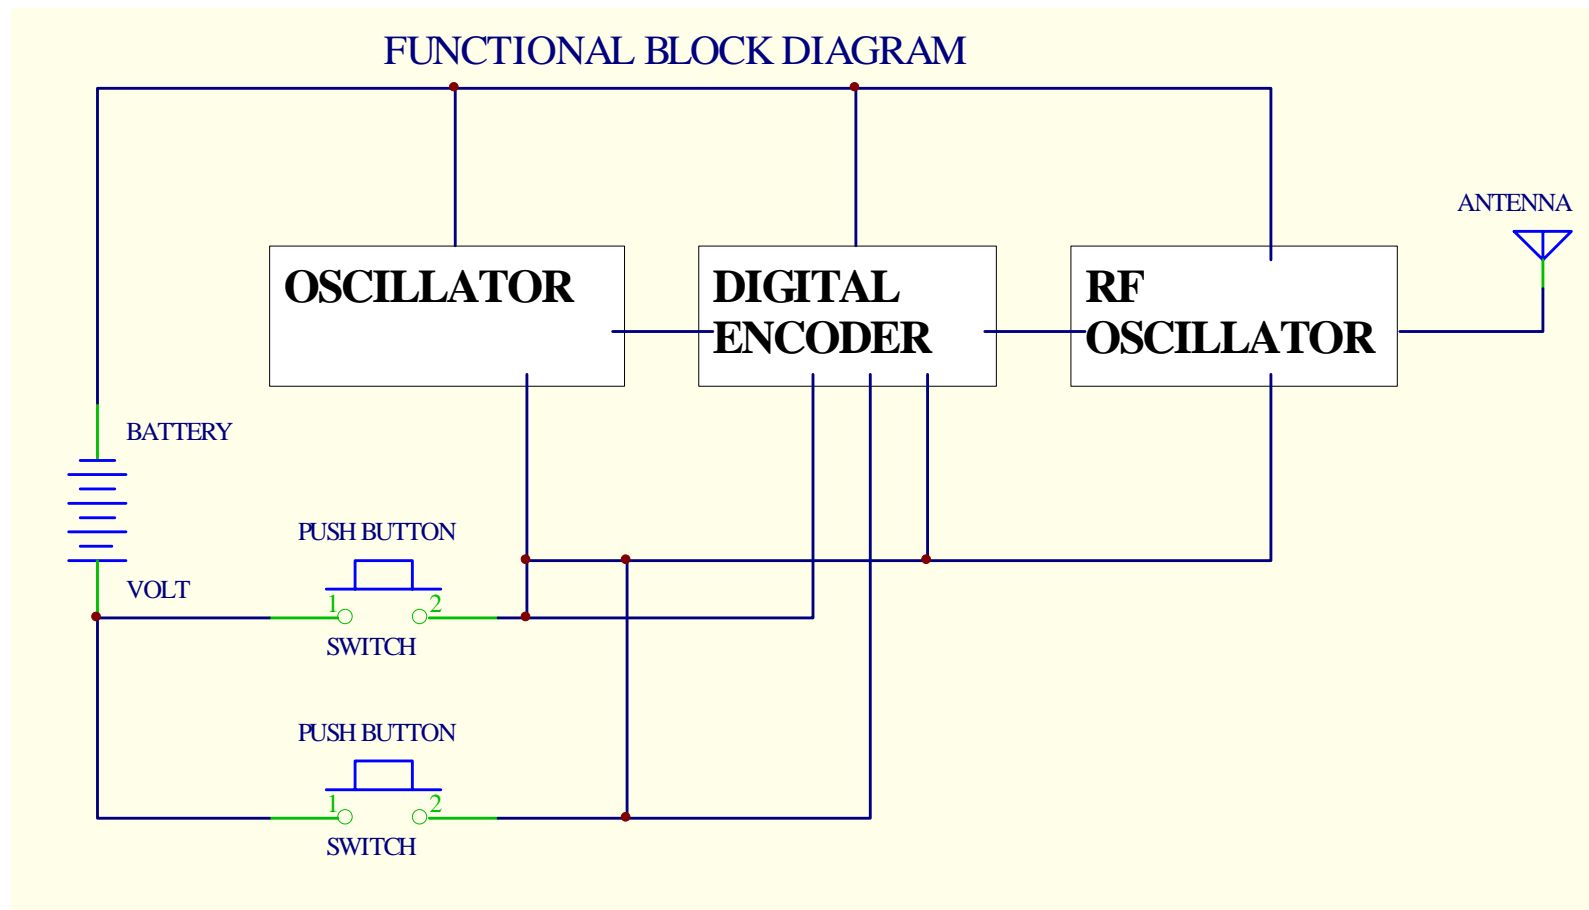 FUNCTIONAL BLOCK DIAGRAM
ANTENNA
OSCILLATOR
DIGITAL
ENCODER
RF
OSCILLATOR
BATTERY
VOLT
PUSH BUTTON
1 2
SWITCH
PUSH BUTTON
1 2
SWITCH